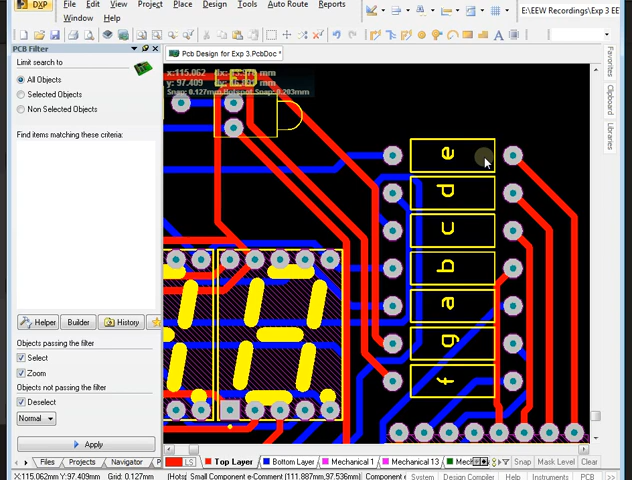 DXP File Edit View Project Place Design Tools Auto Route Reports
Window Help
E:\EEW Recordings\Exp 3 EE
PCB Filter
Pcb Design for Exp 3.PcbDoc *
Limit search to
All Objects
Selected Objects
Non Selected Objects
Find items matching these criteria:
Helper Builder History
Objects passing the filter
Select
Zoom
Objects not passing the filter
Deselect
Normal
Apply
x:115.062
y: 97.409
Snap: 0.127mm Hotspot Snap: 0.203mm
e
d
c
b
a
g
f
Favorites
Clipboard
Libraries
Files Projects Navigator
LS Top Layer Bottom Layer Mechanical 1 Mechanical 13 Snap Mask Level Clear
X:115.062mm Y:97.409mm Grid: 0.127mm Small Component e-Comment (111.887mm,97.536mm) System Design Compiler Help Instruments PCB